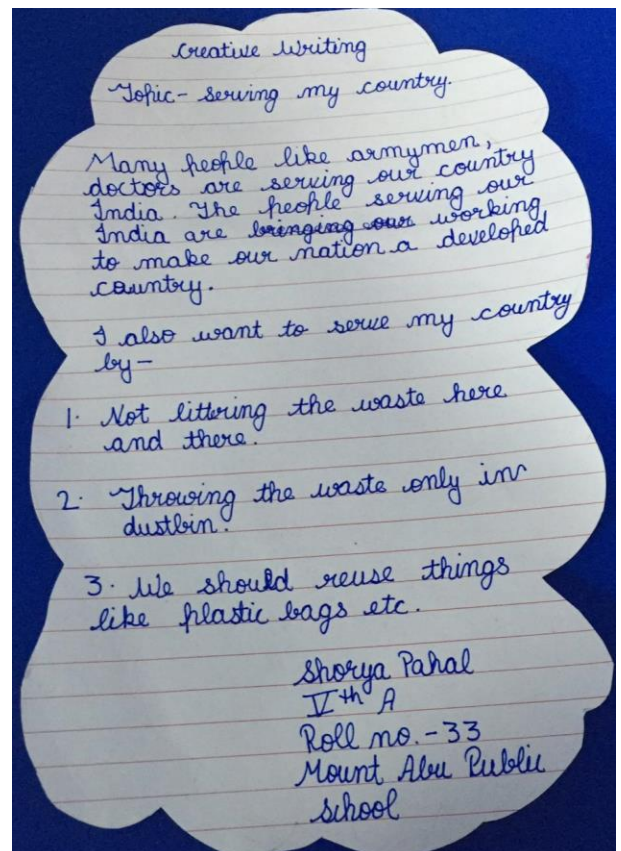 Creative Writing
Topic- serving my country.
Many people like armymen,
doctors are serving our country
India. The people serving our
India are bringing our working
to make our nation a developed
country.
I also want to serve my country
by-
1. Not littering the waste here
and there.
2. Throwing the waste only in
dustbin.
3. We should reuse things
like plastic bags etc.
Shorya Pahal
Vth A
Roll no.-33
Mount Abu Public
School